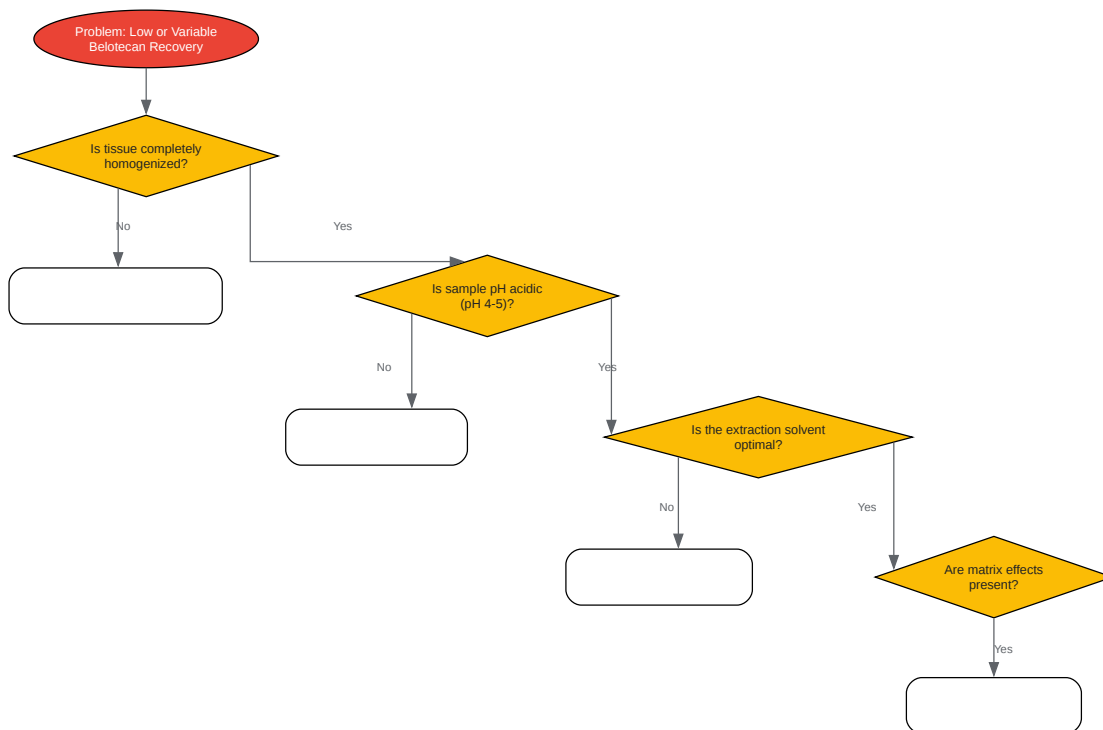 Problem: Low or Variable
Belotecan Recovery
Is tissue completely
homogenized?
No
Yes
Is sample pH acidic
(pH 4-5)?
No
Yes
Is the extraction solvent
optimal?
No
Yes
Are matrix effects
present?
Yes